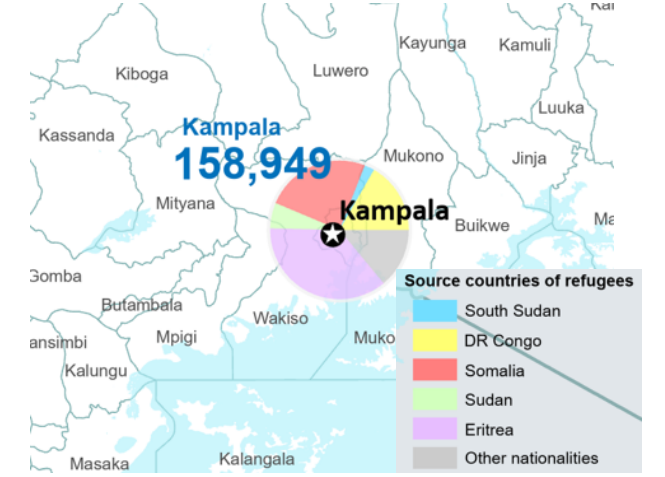 Kayunga
Kamuli
Kiboga
Luwero
Luuka
Kampala
158,949
Kassanda
Mukono
Jinja
Mityana
Kampala
Buikwe
Gomba
Source countries of refugees
Butambala
South Sudan
Wakiso
Mpigi
Muko
DR Congo
ansimbi
Kalungu
Somalia
Sudan
Eritrea
Masaka
Kalangala
Other nationalities